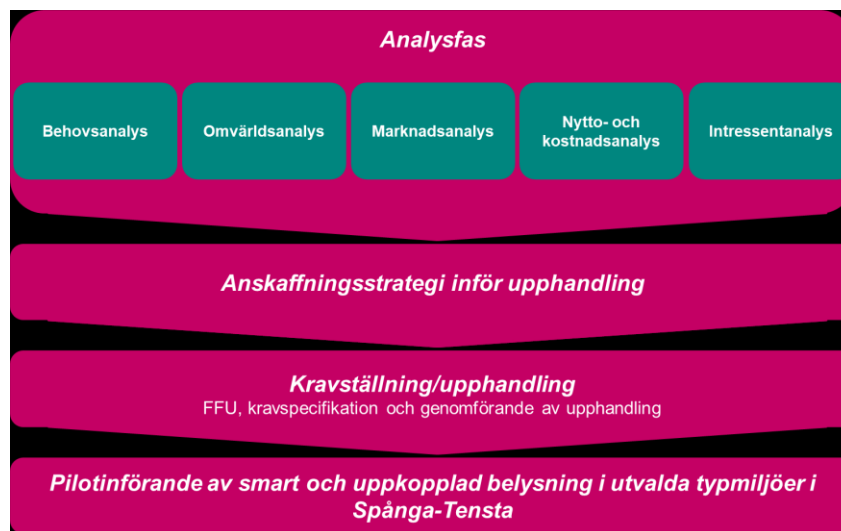 Analysfas
Behovsanalys
Omvärldsanalys
Marknadsanalys
Nytto- och
kostnadsanalys
Intressentanalys
Anskaffningsstrategi inför upphandling
Kravställning/upphandling
FFU, kravspecifikation och genomförande av upphandling
Pilotinförande av smart och uppkopplad belysning i utvalda typmiljöer i
Spånga-Tensta